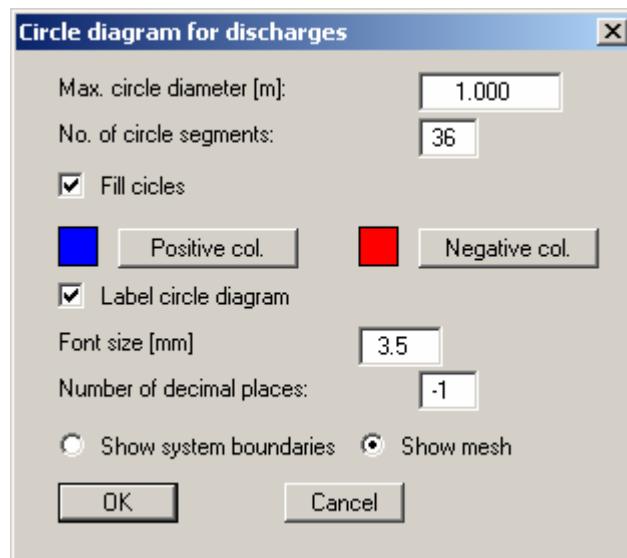 Circle diagram for discharges
Max. circle diameter [m]: 1.000
No. of circle segments: 36
Fill cicles
Positive col. Negative col.
Label circle diagram
Font size [mm] 3.5
Number of decimal places: -1
Show system boundaries Show mesh
OK Cancel